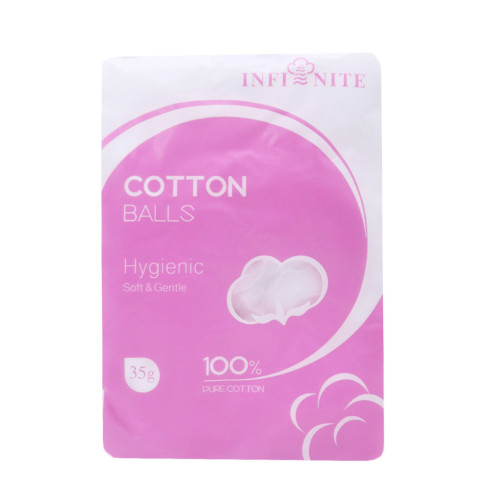 INFINITE
COTTON
BALLS
Hygienic
Soft & Gentle
35g
100%
PURE COTTON